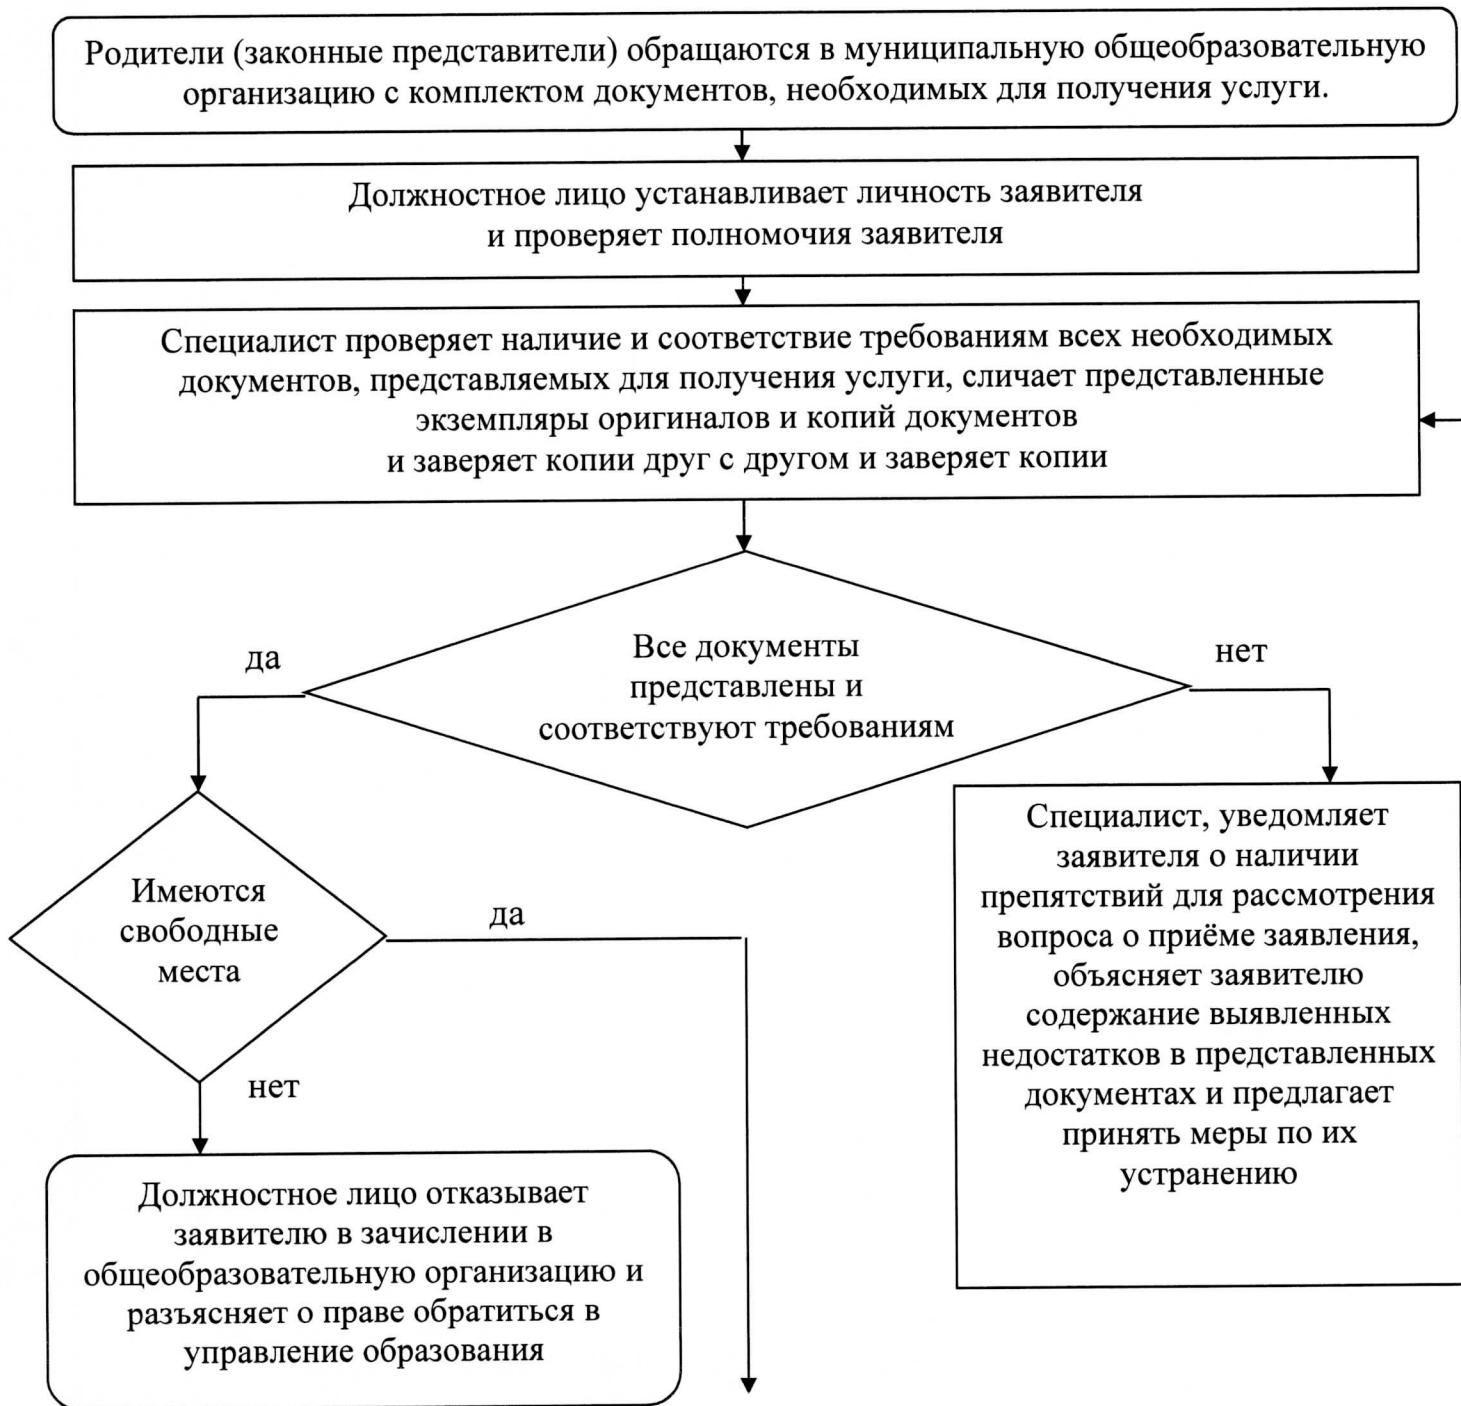 Родители (законные представители) обращаются в муниципальную общеобразовательную
организацию с комплектом документов, необходимых для получения услуги.
Должностное лицо устанавливает личность заявителя
и проверяет полномочия заявителя
Специалист проверяет наличие и соответствие требованиям всех необходимых
документов, представляемых для получения услуги, сличает представленные
экземпляры оригиналов и копий документов
и заверяет копии друг с другом и заверяет копии
Все документы
представлены и
соответствуют требованиям
да
нет
Имеются
свободные
места
да
нет
Специалист, уведомляет
заявителя о наличии
препятствий для рассмотрения
вопроса о приёме заявления,
объясняет заявителю
содержание выявленных
недостатков в представленных
документах и предлагает
принять меры по их
устранению
Должностное лицо отказывает
заявителю в зачислении в
общеобразовательную организацию и
разъясняет о праве обратиться в
управление образования